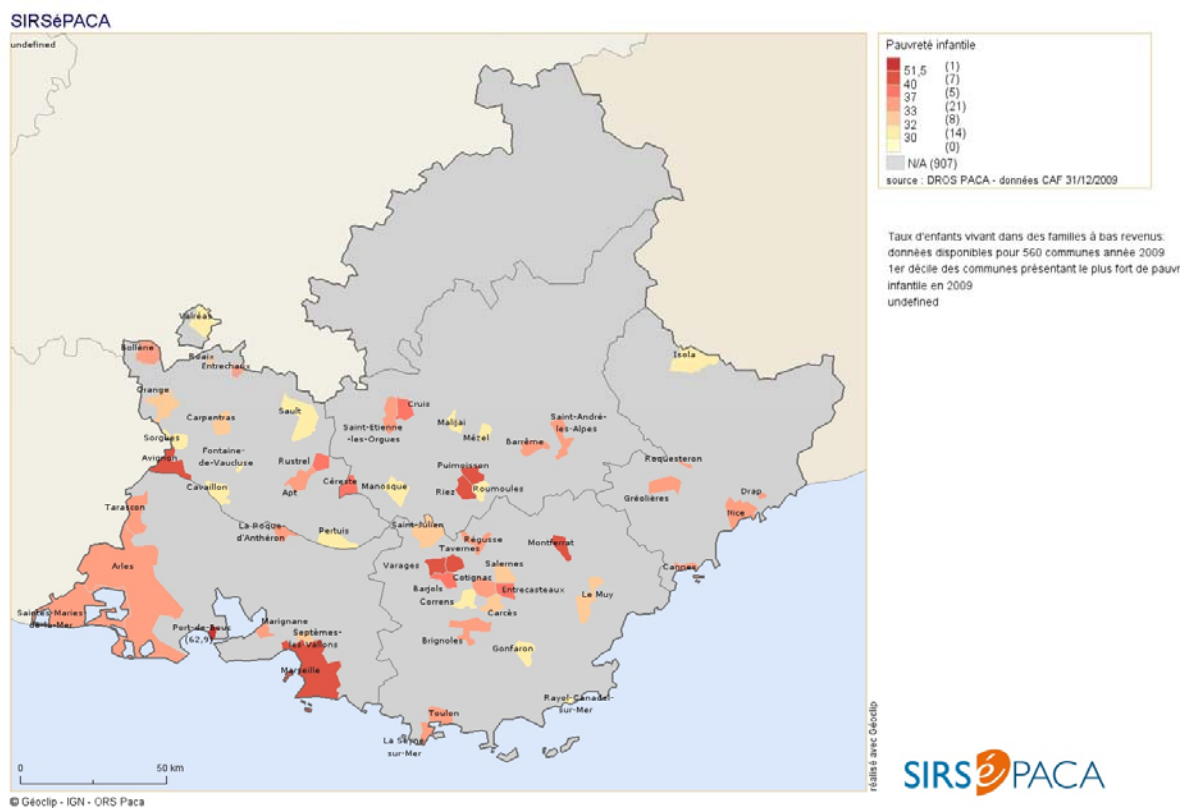 SIRSéPACA
undefined
Pauvreté infantile
51,5 (1)
40 (7)
37 (5)
33 (21)
32 (8)
30 (14)
(0)
N/A (907)
source : DROS PACA - données CAF 31/12/2009
Taux d'enfants vivant dans des familles à bas revenus:
données disponibles pour 560 communes année 2009
1er décile des communes présentant le plus fort de pauvr
infantile en 2009
undefined
Valréas
Bollène
Buaix
Entrechaux
Isola
Orange
Carpentras
Sault
Cruis
Saint-Etienne
-les-Orgues
Malijai
Mézel
Saint-André-
les-Alpes
Barrême
Sorgues
Avignon
Fontaine-
de-Vaucluse
Rustrel
Apt
Céreste
Manosque
Puimoisson
Riez
Roumoules
Roquesteron
Gréolières
Drap
Nice
Cavaillon
Tarascon
La Roque-
d'Anthéron
Pertuis
Saint-Julien
Régusse
Tavernes
Montferrat
Varages
Salernes
Cotignac
Barjols
Entrecasteaux
Correns
Carcès
Le Muy
Cannes
Arles
Saintes-Maries
de-la-Mer
Port-de-Bouc
(62,9)
Marignane
Septèmes-
les-Vallons
Marseille
Brignoles
Gonfaron
Rayol-Canadel-
sur-Mer
Toulon
La Seyne-
sur-Mer
0 50 km
réalisé avec Géoclip
SIRSéPACA
© Géoclip - IGN - ORS Paca